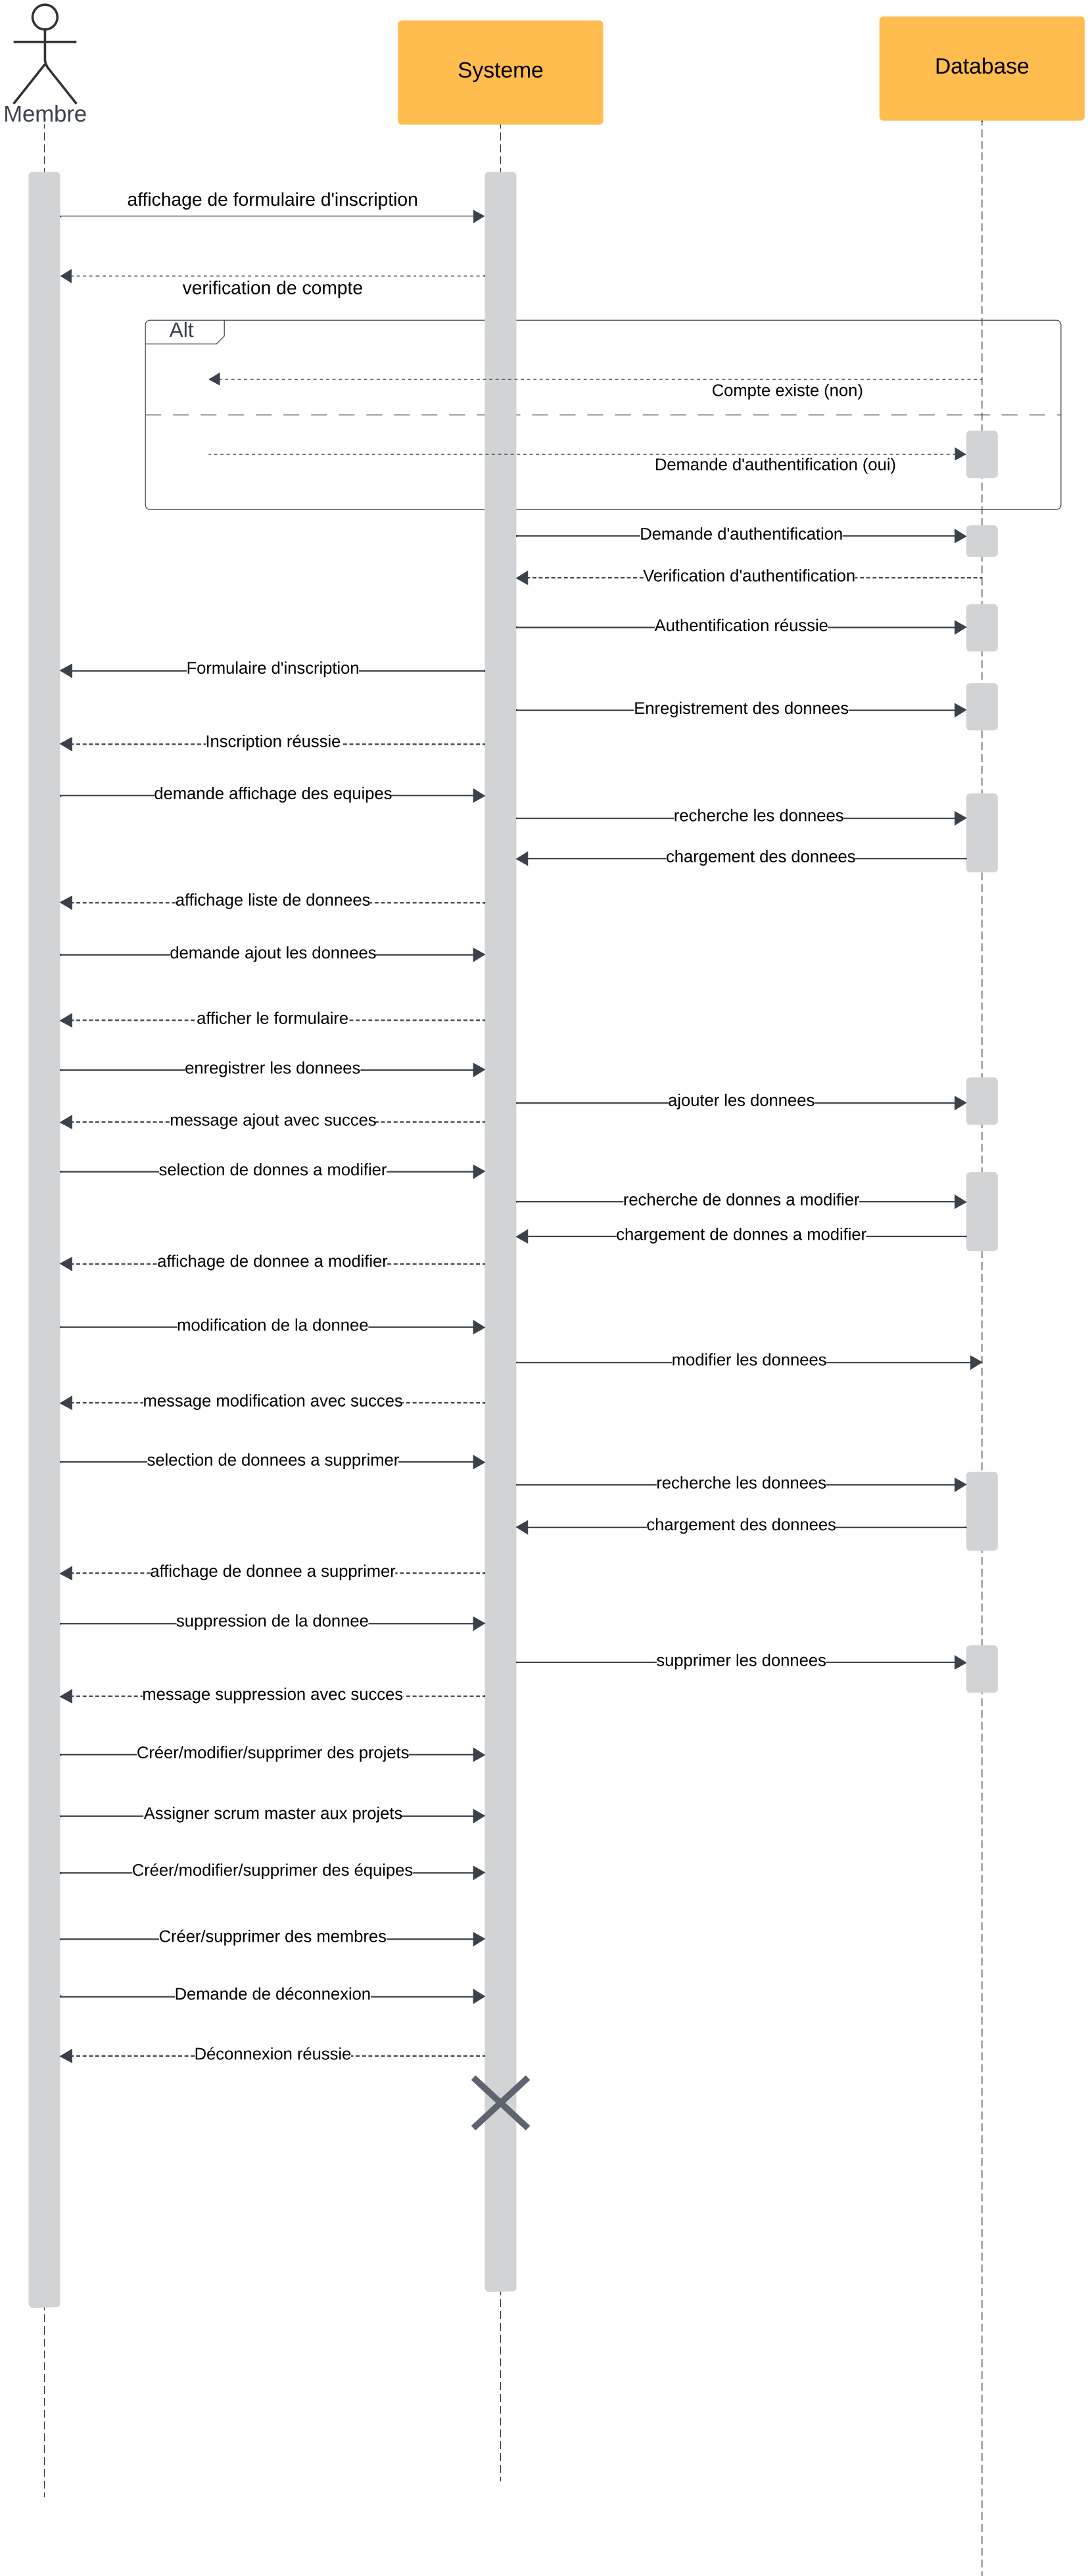 Membre
Systeme
Database
affichage de formulaire d'inscription
verification de compte
Alt
Compte existe (non)
Demande d'authentification (oui)
Demande d'authentification
Verification d'authentification
Authentification réussie
Formulaire d'inscription
Enregistrement des donnees
Inscription réussie
demande affichage des equipes
recherche les donnees
chargement des donnees
affichage liste de donnees
demande ajout les donnees
afficher le formulaire
enregistrer les donnees
ajouter les donnees
message ajout avec succes
selection de donnes a modifier
recherche de donnes a modifier
chargement de donnes a modifier
affichage de donnee a modifier
modification de la donnee
modifier les donnees
message modification avec succes
selection de donnees a supprimer
recherche les donnees
chargement des donnees
affichage de donnee a supprimer
suppression de la donnee
supprimer les donnees
message suppression avec succes
Créer/modifier/supprimer des projets
Assigner scrum master aux projets
Créer/modifier/supprimer des équipes
Créer/supprimer des membres
Demande de déconnexion
Déconnexion réussie